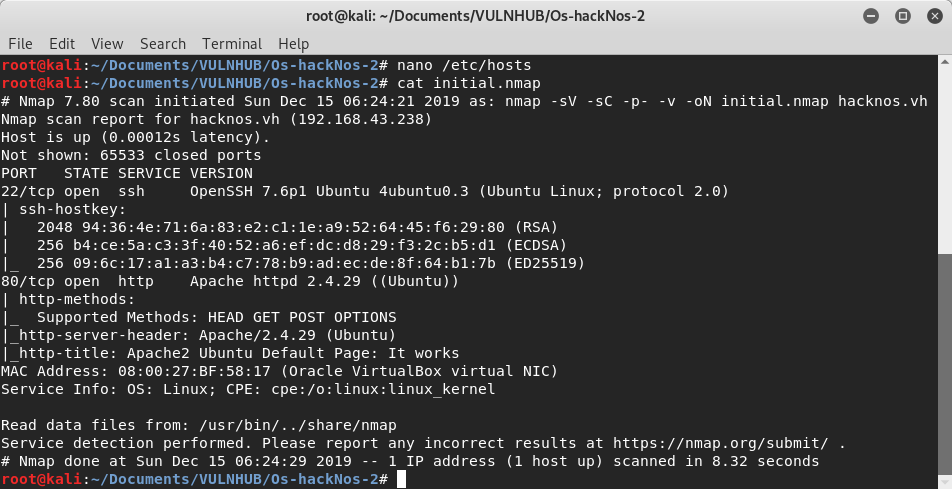 root@kali: ~/Documents/VULNHUB/Os-hackNos-2
File Edit View Search Terminal Help
root@kali:~/Documents/VULNHUB/Os-hackNos-2# nano /etc/hosts
root@kali:~/Documents/VULNHUB/Os-hackNos-2# cat initial.nmap
# Nmap 7.80 scan initiated Sun Dec 15 06:24:21 2019 as: nmap -sV -sC -p- -v -oN initial.nmap hacknos.vh
Nmap scan report for hacknos.vh (192.168.43.238)
Host is up (0.00012s latency).
Not shown: 65533 closed ports
PORT   STATE SERVICE VERSION
22/tcp open  ssh     OpenSSH 7.6p1 Ubuntu 4ubuntu0.3 (Ubuntu Linux; protocol 2.0)
| ssh-hostkey:
|   2048 94:36:4e:71:6a:83:e2:c1:1e:a9:52:64:45:f6:29:80 (RSA)
|   256 b4:ce:5a:c3:3f:40:52:a6:ef:dc:d8:29:f3:2c:b5:d1 (ECDSA)
|_  256 09:6c:17:a1:a3:b4:c7:78:b9:ad:ec:de:8f:64:b1:7b (ED25519)
80/tcp open  http    Apache httpd 2.4.29 ((Ubuntu))
| http-methods:
|_  Supported Methods: HEAD GET POST OPTIONS
|_http-server-header: Apache/2.4.29 (Ubuntu)
|_http-title: Apache2 Ubuntu Default Page: It works
MAC Address: 08:00:27:BF:58:17 (Oracle VirtualBox virtual NIC)
Service Info: OS: Linux; CPE: cpe:/o:linux:linux_kernel
Read data files from: /usr/bin/../share/nmap
Service detection performed. Please report any incorrect results at https://nmap.org/submit/ .
# Nmap done at Sun Dec 15 06:24:29 2019 -- 1 IP address (1 host up) scanned in 8.32 seconds
root@kali:~/Documents/VULNHUB/Os-hackNos-2#